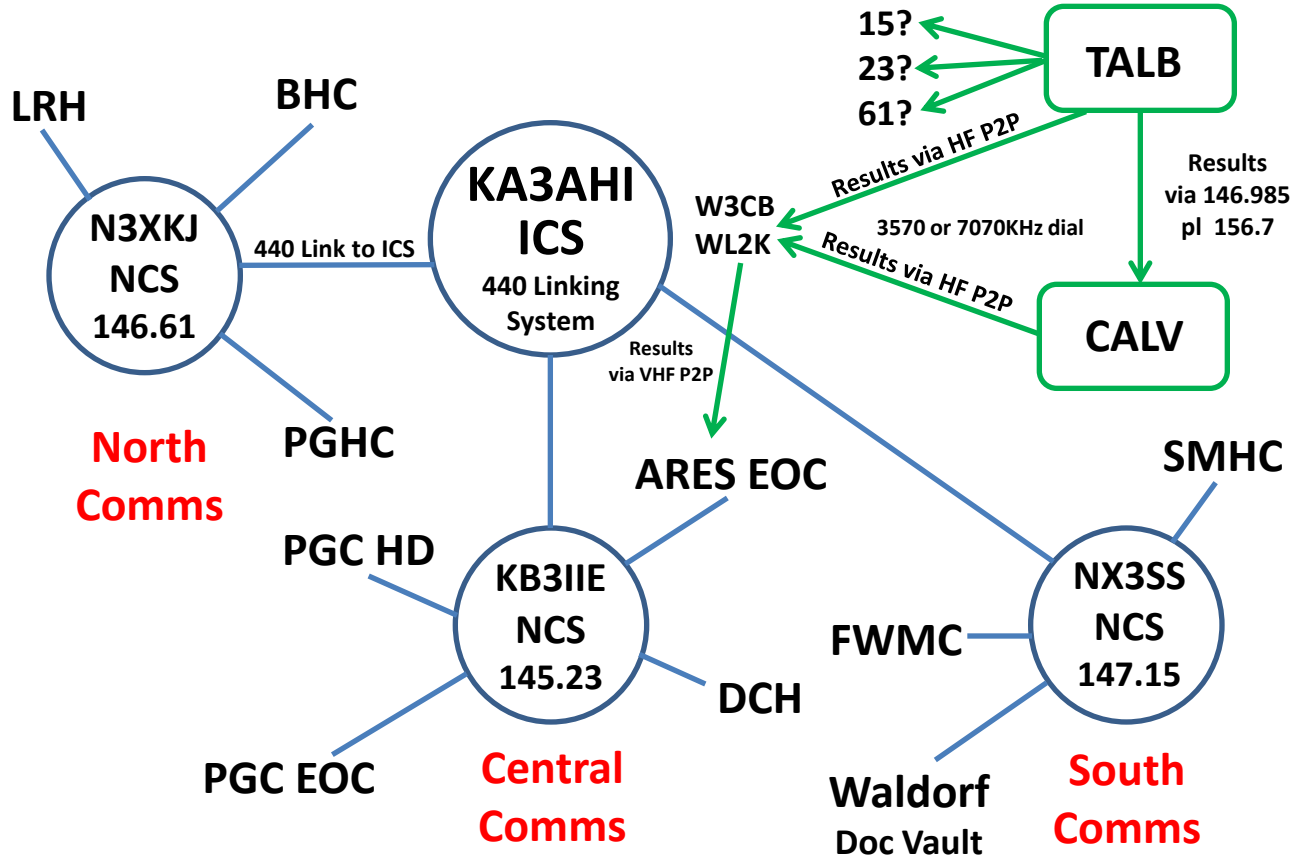 15?
23?
61?
TALB
LRH
BHC
KA3AHI
ICS
440 Linking
System
Results via HF P2P
Results
via 146.985
pl  156.7
N3XKJ
NCS
146.61
440 Link to ICS
W3CB
WL2K
3570 or 7070KHz dial
Results via HF P2P
CALV
Results
via VHF P2P
North
Comms
PGHC
ARES EOC
SMHC
PGC HD
KB3IIE
NCS
145.23
NX3SS
NCS
147.15
FWMC
DCH
PGC EOC
Central
Comms
Waldorf
Doc Vault
South
Comms